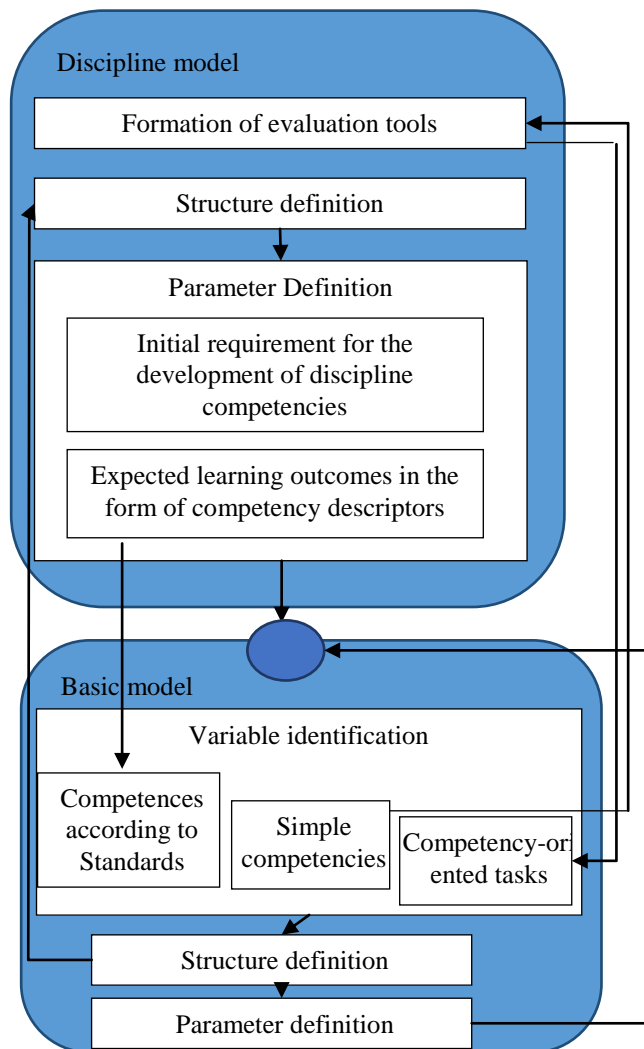 Discipline model
Formation of evaluation tools
Structure definition
Parameter Definition
Initial requirement for the
development of discipline
competencies
Expected learning outcomes in the
form of competency descriptors
Basic model
Variable identification
Competences
according to
Standards
Simple
competencies
Competency-ori
ented tasks
Structure definition
Parameter definition